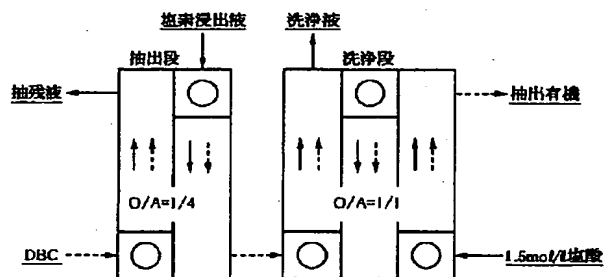 塩素浸出液
洗浄液
抽出段
洗浄段
抽残液
抽出有機
O/A=1/4
O/A=1/1
DBC
1.5mol/l塩酸